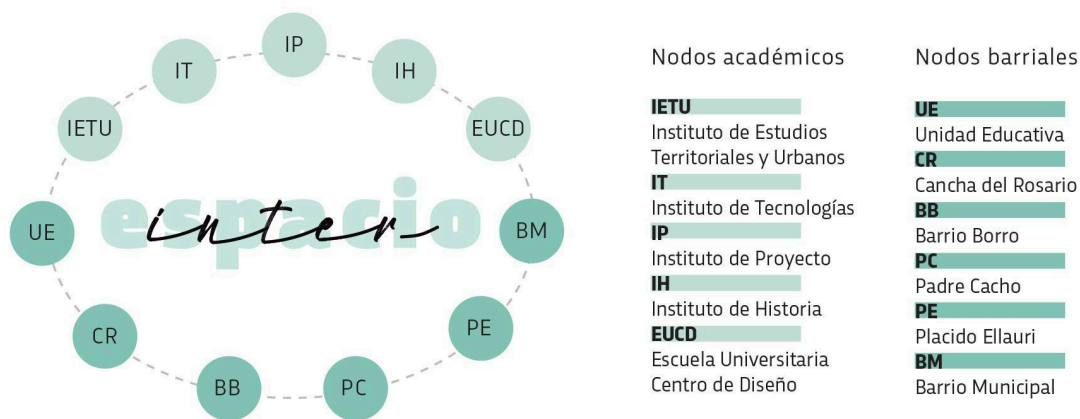 IP
IT
IH
IETU
EUCD
espacio
inter-
UE
BM
CR
PE
BB
PC
Nodos académicos
IETU
Instituto de Estudios
Territoriales y Urbanos
IT
Instituto de Tecnologías
IP
Instituto de Proyecto
IH
Instituto de Historia
EUCD
Escuela Universitaria
Centro de Diseño
Nodos barriales
UE
Unidad Educativa
CR
Cancha del Rosario
BB
Barrio Borro
PC
Padre Cacho
PE
Placido Ellauri
BM
Barrio Municipal